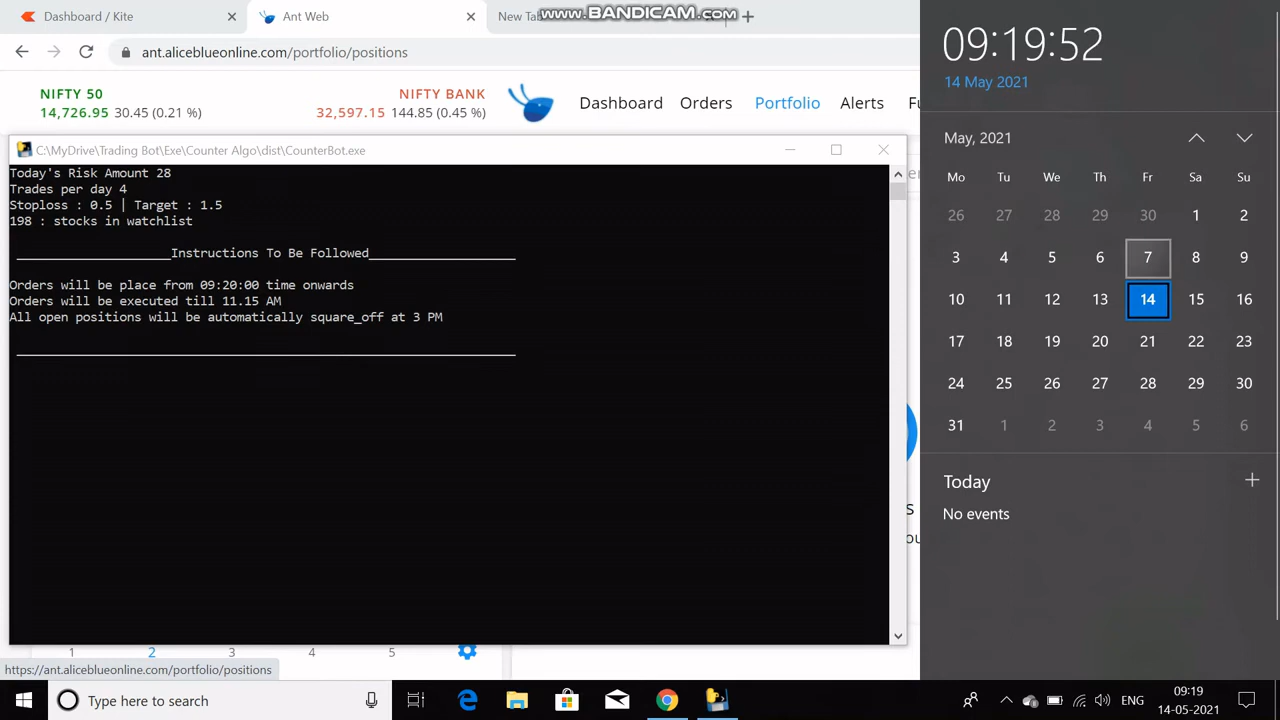 www.BANDICAM.com
Dashboard / Kite
Ant Web
New Tab
ant.aliceblueonline.com/portfolio/positions
NIFTY 50
14,726.95 30.45 (0.21 %)
NIFTY BANK
32,597.15 144.85 (0.45 %)
Dashboard Orders Portfolio Alerts Fu
C:\MyDrive\Trading Bot\Exe\Counter Algo\dist\CounterBot.exe
Today's Risk Amount 28
Trades per day 4
Stoploss : 0.5 | Target : 1.5
198 : stocks in watchlist
Instructions To Be Followed
Orders will be place from 09:20:00 time onwards
Orders will be executed till 11.15 AM
All open positions will be automatically square_off at 3 PM
1 2 3 4 5
https://ant.aliceblueonline.com/portfolio/positions
09:19:52
14 May 2021
May, 2021
Mo Tu We Th Fr Sa Su
26 27 28 29 30 1 2
3 4 5 6 7 8 9
10 11 12 13 14 15 16
17 18 19 20 21 22 23
24 25 26 27 28 29 30
31 1 2 3 4 5 6
Today
No events
Type here to search
ENG
09:19
14-05-2021